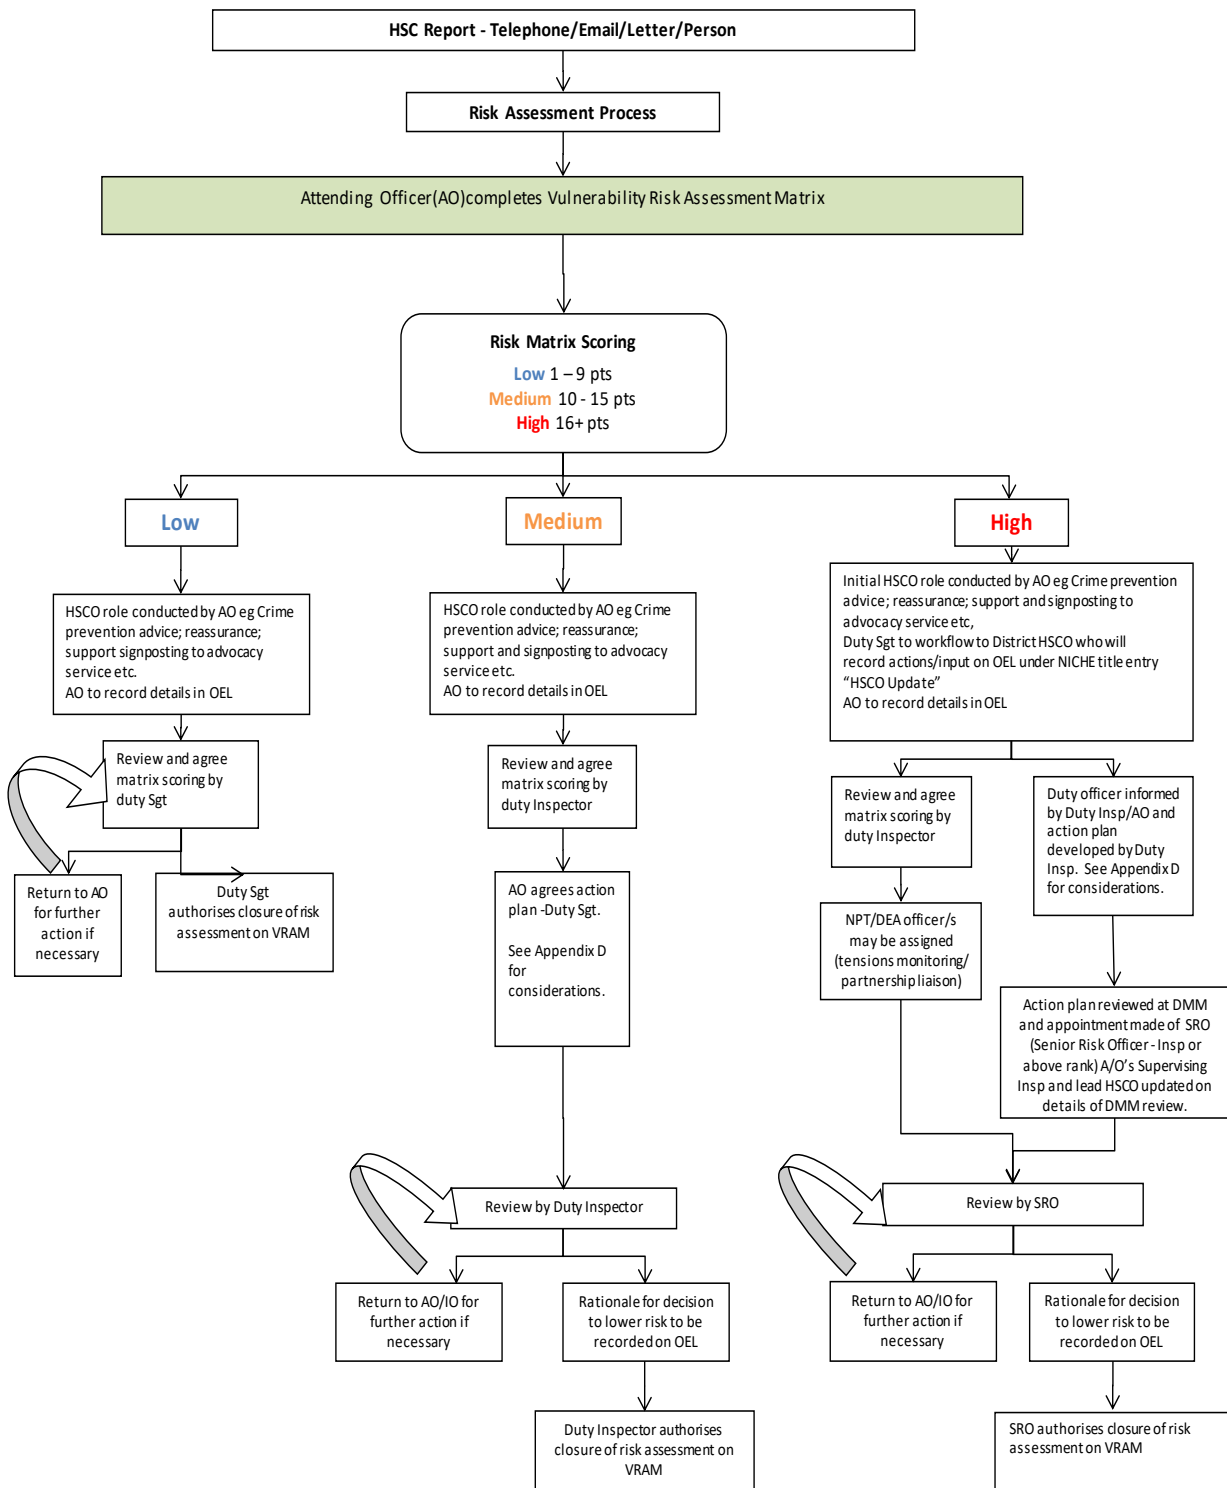 HSC Report - Telephone/Email/Letter/Person
Risk Assessment Process
Attending Officer(AO)completes Vulnerability Risk Assessment Matrix
Risk Matrix Scoring
Low 1 – 9 pts
Medium 10 - 15 pts
High 16+ pts
Low
Medium
High
HSCO role conducted by AO eg Crime
prevention advice; reassurance;
support signposting to advocacy
service etc.
AO to record details in OEL
HSCO role conducted by AO eg Crime
prevention advice; reassurance;
support and signposting to advocacy
service etc.
AO to record details in OEL
Initial HSCO role conducted by AO eg Crime prevention
advice; reassurance; support and signposting to
advocacy service etc,
Duty Sgt to workflow to District HSCO who will
record actions/input on OEL under NICHE title entry
“HSCO Update”
AO to record details in OEL
Review and agree
matrix scoring by
duty Sgt
Review and agree
matrix scoring by
duty Inspector
Review and agree
matrix scoring by
duty Inspector
Duty officer informed
by Duty Insp/AO and
action plan
developed by Duty
Insp. See Appendix D
for considerations.
Return to AO
for further
action if
necessary
Duty Sgt
authorises closure of risk
assessment on VRAM
AO agrees action
plan -Duty Sgt.
See Appendix D
for
considerations.
NPT/DEA officer/s
may be assigned
(tensions monitoring/
partnership liaison)
Action plan reviewed at DMM
and appointment made of SRO
(Senior Risk Officer - Insp or
above rank) A/O’s Supervising
Insp and lead HSCO updated on
details of DMM review.
Review by Duty Inspector
Review by SRO
Return to AO/IO for
further action if
necessary
Rationale for decision
to lower risk to be
recorded on OEL
Return to AO/IO for
further action if
necessary
Rationale for decision
to lower risk to be
recorded on OEL
Duty Inspector authorises
closure of risk assessment on
VRAM
SRO authorises closure of risk
assessment on VRAM